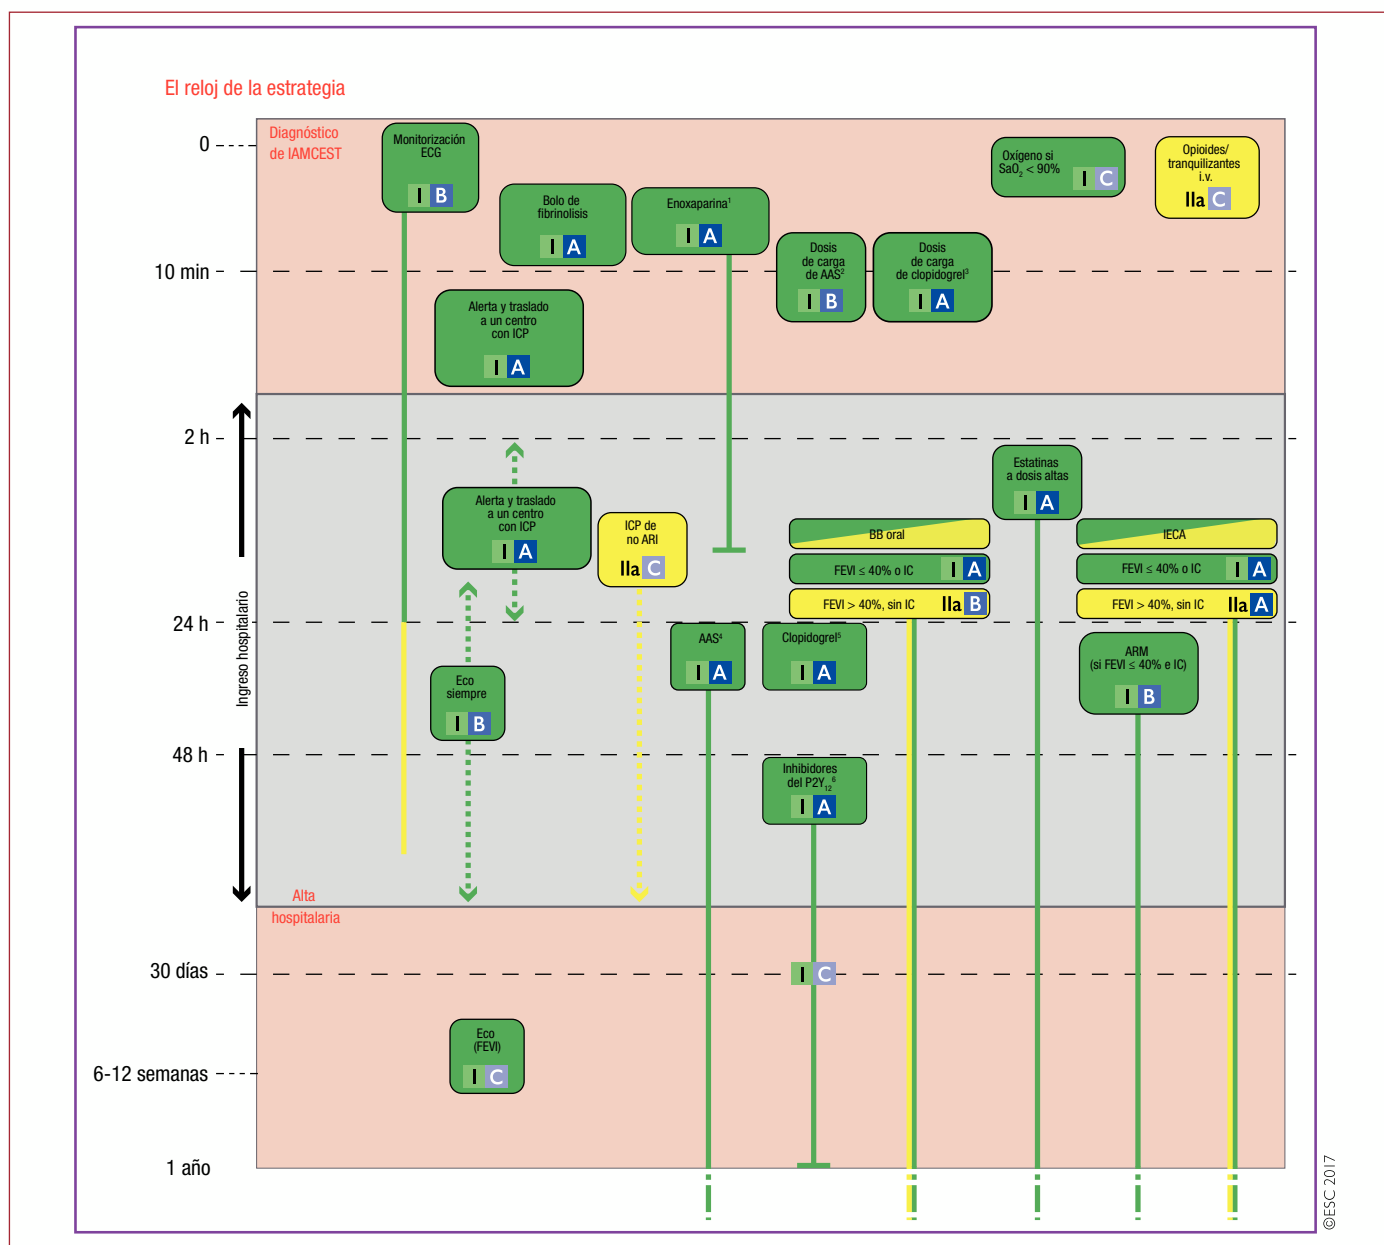 El reloj de la estrategia
0
Diagnóstico
de IAMCEST
Monitorización
ECG
I B
Bolo de
fibrinolisis
I A
Enoxaparina¹
I A
Oxígeno si
SaO₂ < 90%
I C
Opioides/
tranquilizantes
i.v.
IIa C
10 min
Dosis
de carga
de AAS²
I B
Dosis
de carga
de clopidogrel³
I A
Alerta y traslado
a un centro
con ICP
I A
2 h
Ingreso hospitalario
Alerta y traslado
a un centro
con ICP
I A
ICP de
no ARI
IIa C
BB oral
FEVI ≤ 40% o IC I A
FEVI > 40%, sin IC IIa B
Estatinas
a dosis altas
I A
IECA
FEVI ≤ 40% o IC I A
FEVI > 40%, sin IC IIa A
24 h
Eco
siempre
I B
AAS⁴
I A
Clopidogrel⁵
I A
ARM
(si FEVI ≤ 40% e IC)
I B
48 h
Inhibidores
del P2Y₁₂⁶
I A
Alta
hospitalaria
30 días
I C
Eco
(FEVI)
I C
6-12 semanas
1 año
©ESC 2017